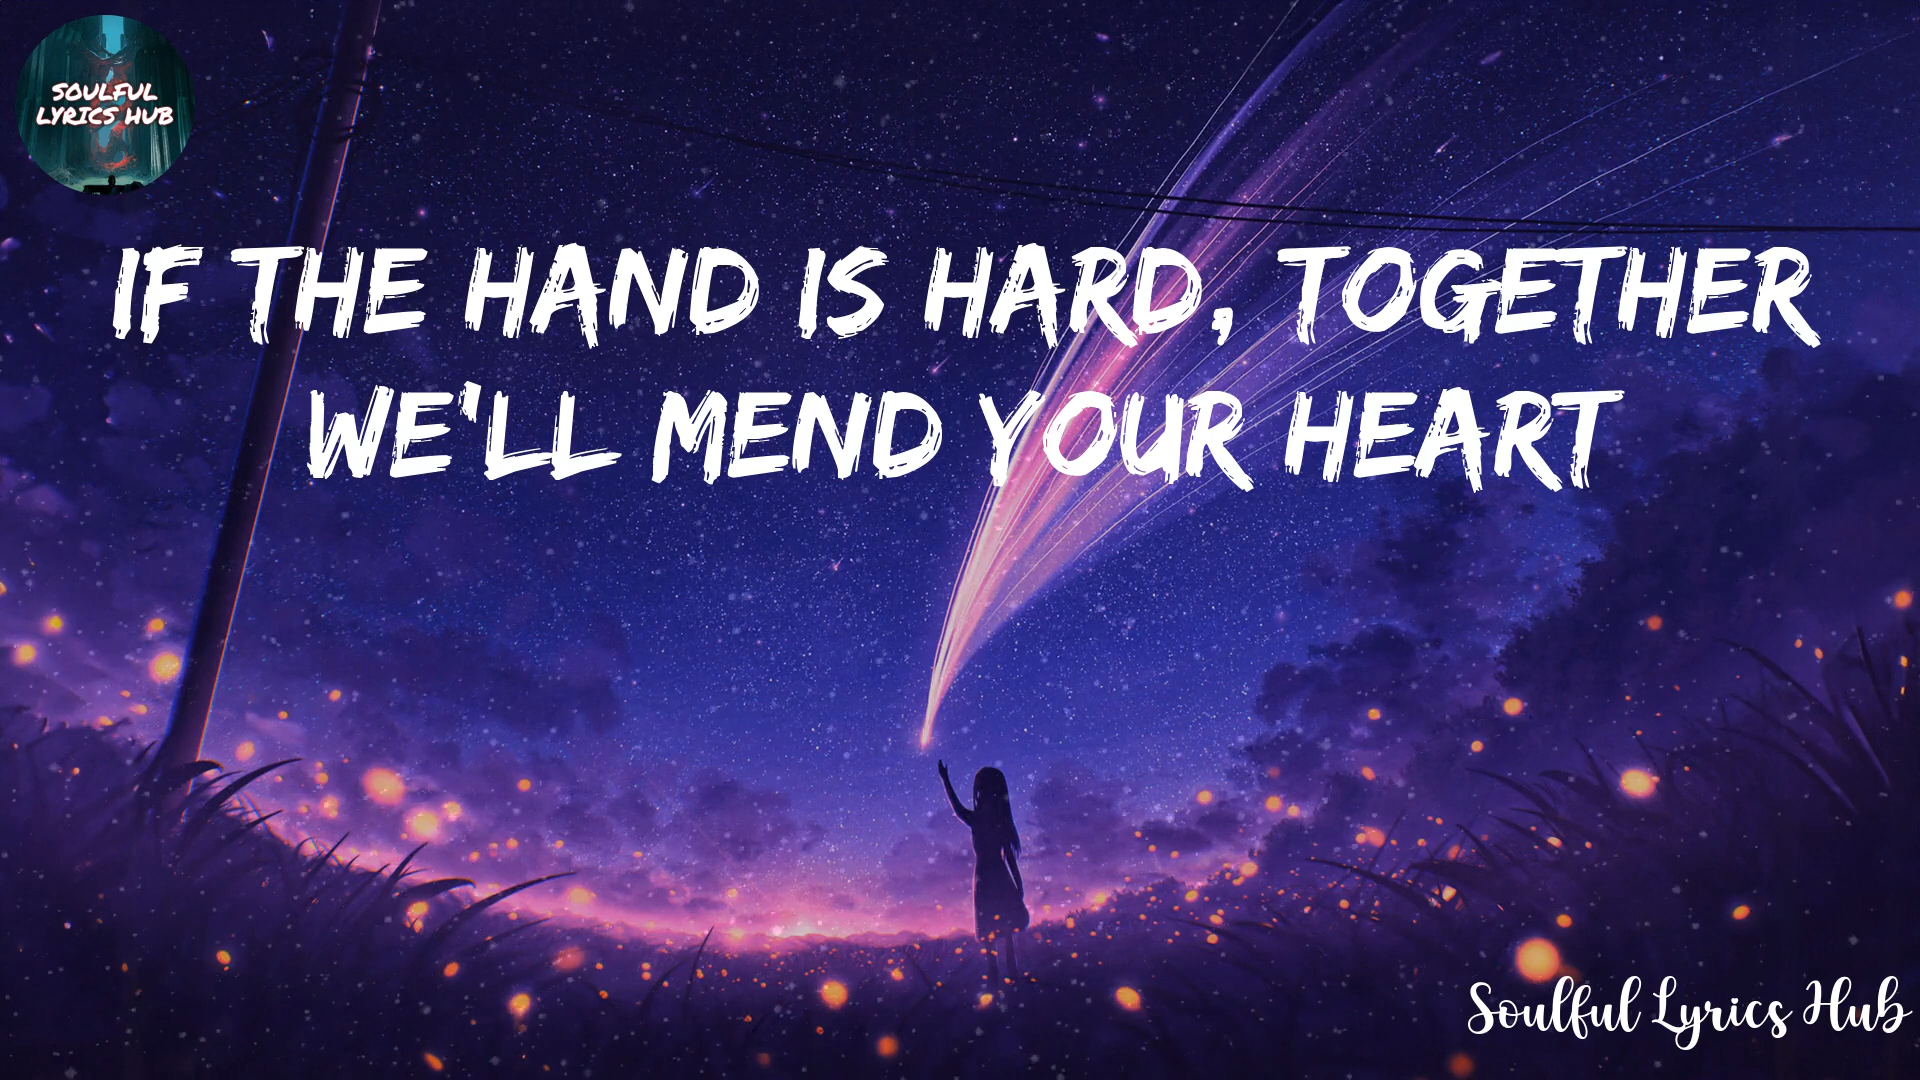 SOULFUL
LYRICS HUB
IF THE HAND IS HARD, TOGETHER
WE'LL MEND YOUR HEART
Soulful Lyrics Hub